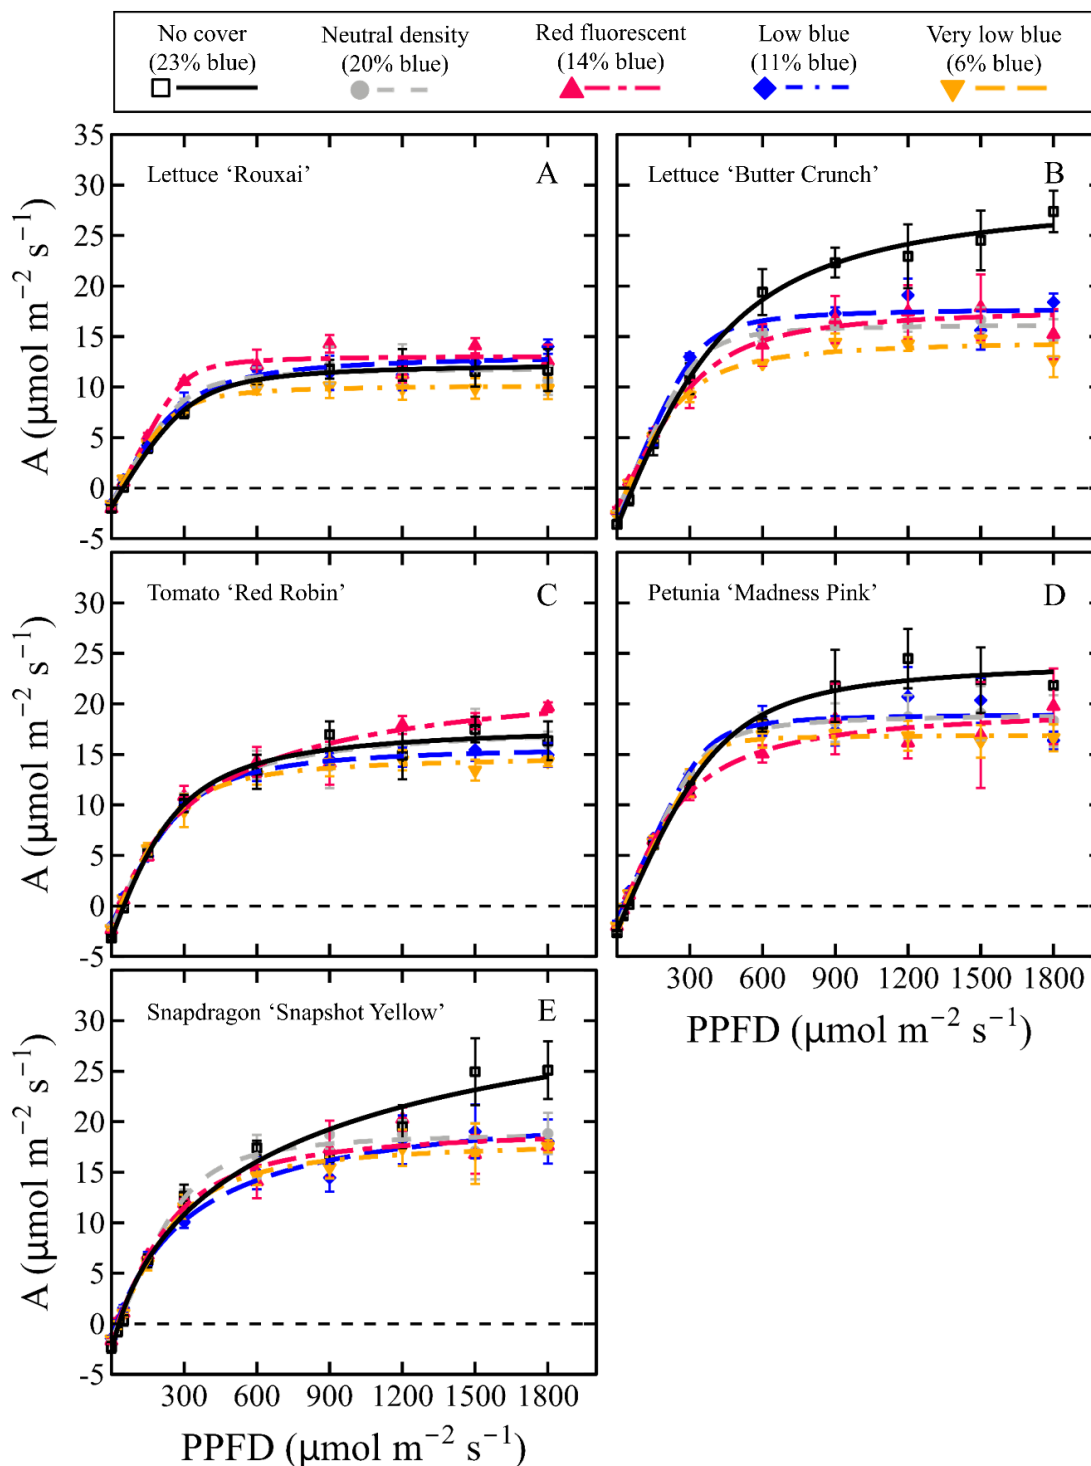 No cover
(23% blue)
Neutral density
(20% blue)
Red fluorescent
(14% blue)
Low blue
(11% blue)
Very low blue
(6% blue)
35
30
25
20
15
10
5
0
-5
A (μmol m⁻² s⁻¹)
Lettuce ‘Rouxai’
A
Lettuce ‘Butter Crunch’
B
30
25
20
15
10
5
0
-5
A (μmol m⁻² s⁻¹)
Tomato ‘Red Robin’
C
Petunia ‘Madness Pink’
D
300 600 900 1200 1500 1800
PPFD (μmol m⁻² s⁻¹)
30
25
20
15
10
5
0
-5
A (μmol m⁻² s⁻¹)
Snapdragon ‘Snapshot Yellow’
E
300 600 900 1200 1500 1800
PPFD (μmol m⁻² s⁻¹)